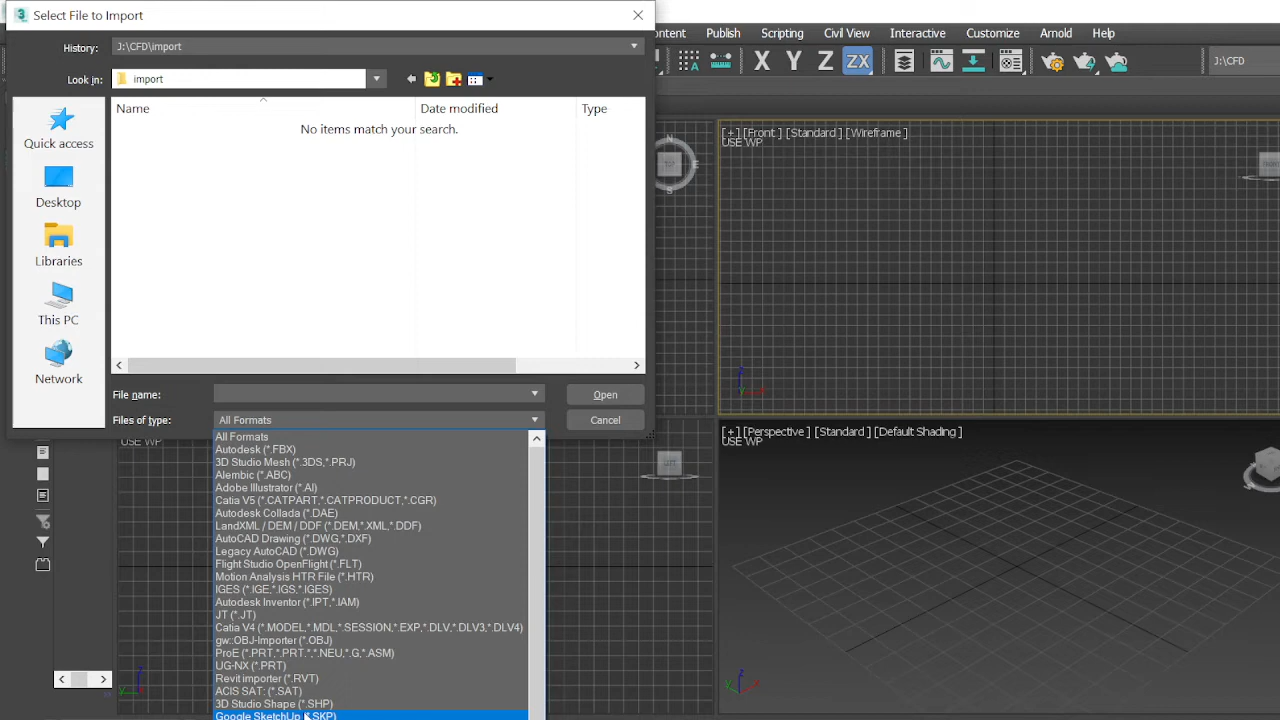 Select File to Import
ntent Publish Scripting Civil View Interactive Customize Arnold Help
History: J:\CFD\import
X Y Z ZX J:\CFD
Look in: import
Name Date modified Type
No items match your search.
Quick access
Desktop
Libraries
This PC
Network
File name: Open
Files of type: All Formats Cancel
All Formats
Autodesk (*.FBX)
3D Studio Mesh (*.3DS,*.PRJ)
Alembic (*.ABC)
Adobe Illustrator (*.AI)
Catia V5 (*.CATPART,*.CATPRODUCT,*.CGR)
Autodesk Collada (*.DAE)
LandXML / DEM / DDF (*.DEM,*.XML,*.DDF)
AutoCAD Drawing (*.DWG,*.DXF)
Legacy AutoCAD (*.DWG)
Flight Studio OpenFlight (*.FLT)
Motion Analysis HTR File (*.HTR)
IGES (*.IGE,*.IGS,*.IGES)
Autodesk Inventor (*.IPT,*.IAM)
JT (*.JT)
Catia V4 (*.MODEL,*.MDL,*.SESSION,*.EXP,*.DLV,*.DLV3,*.DLV4)
gw::OBJ-Importer (*.OBJ)
ProE (*.PRT,*.PRT.*,*.NEU,*.G,*.ASM)
UG-NX (*.PRT)
Revit importer (*.RVT)
ACIS SAT: (*.SAT)
3D Studio Shape (*.SHP)
Google SketchUp (*.SKP)
N
TOP E
S
[+] [Front ] [Standard ] [Wireframe ]
USE WP
USE WP
LEFT
[+] [Perspective ] [Standard ] [Default Shading ]
USE WP
z
x
y
z
x
y